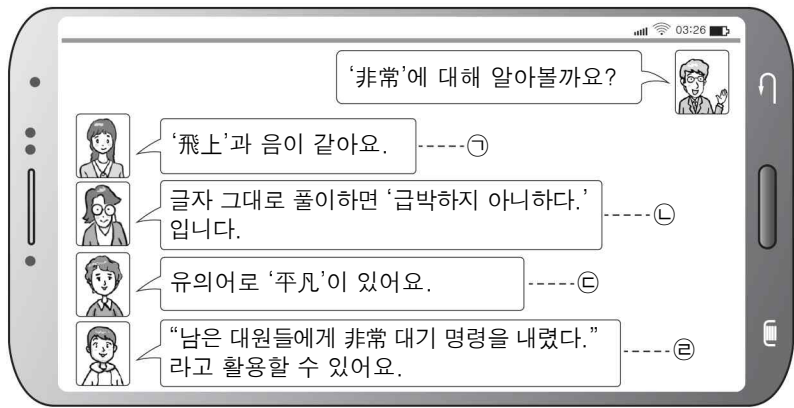 03:26
‘非常’에 대해 알아볼까요?
‘飛上’과 음이 같아요. ㉠
글자 그대로 풀이하면 ‘급박하지 아니하다.’ ㉡
입니다.
유의어로 ‘平凡’이 있어요. ㉢
“남은 대원들에게 非常 대기 명령을 내렸다.” ㉣
라고 활용할 수 있어요.